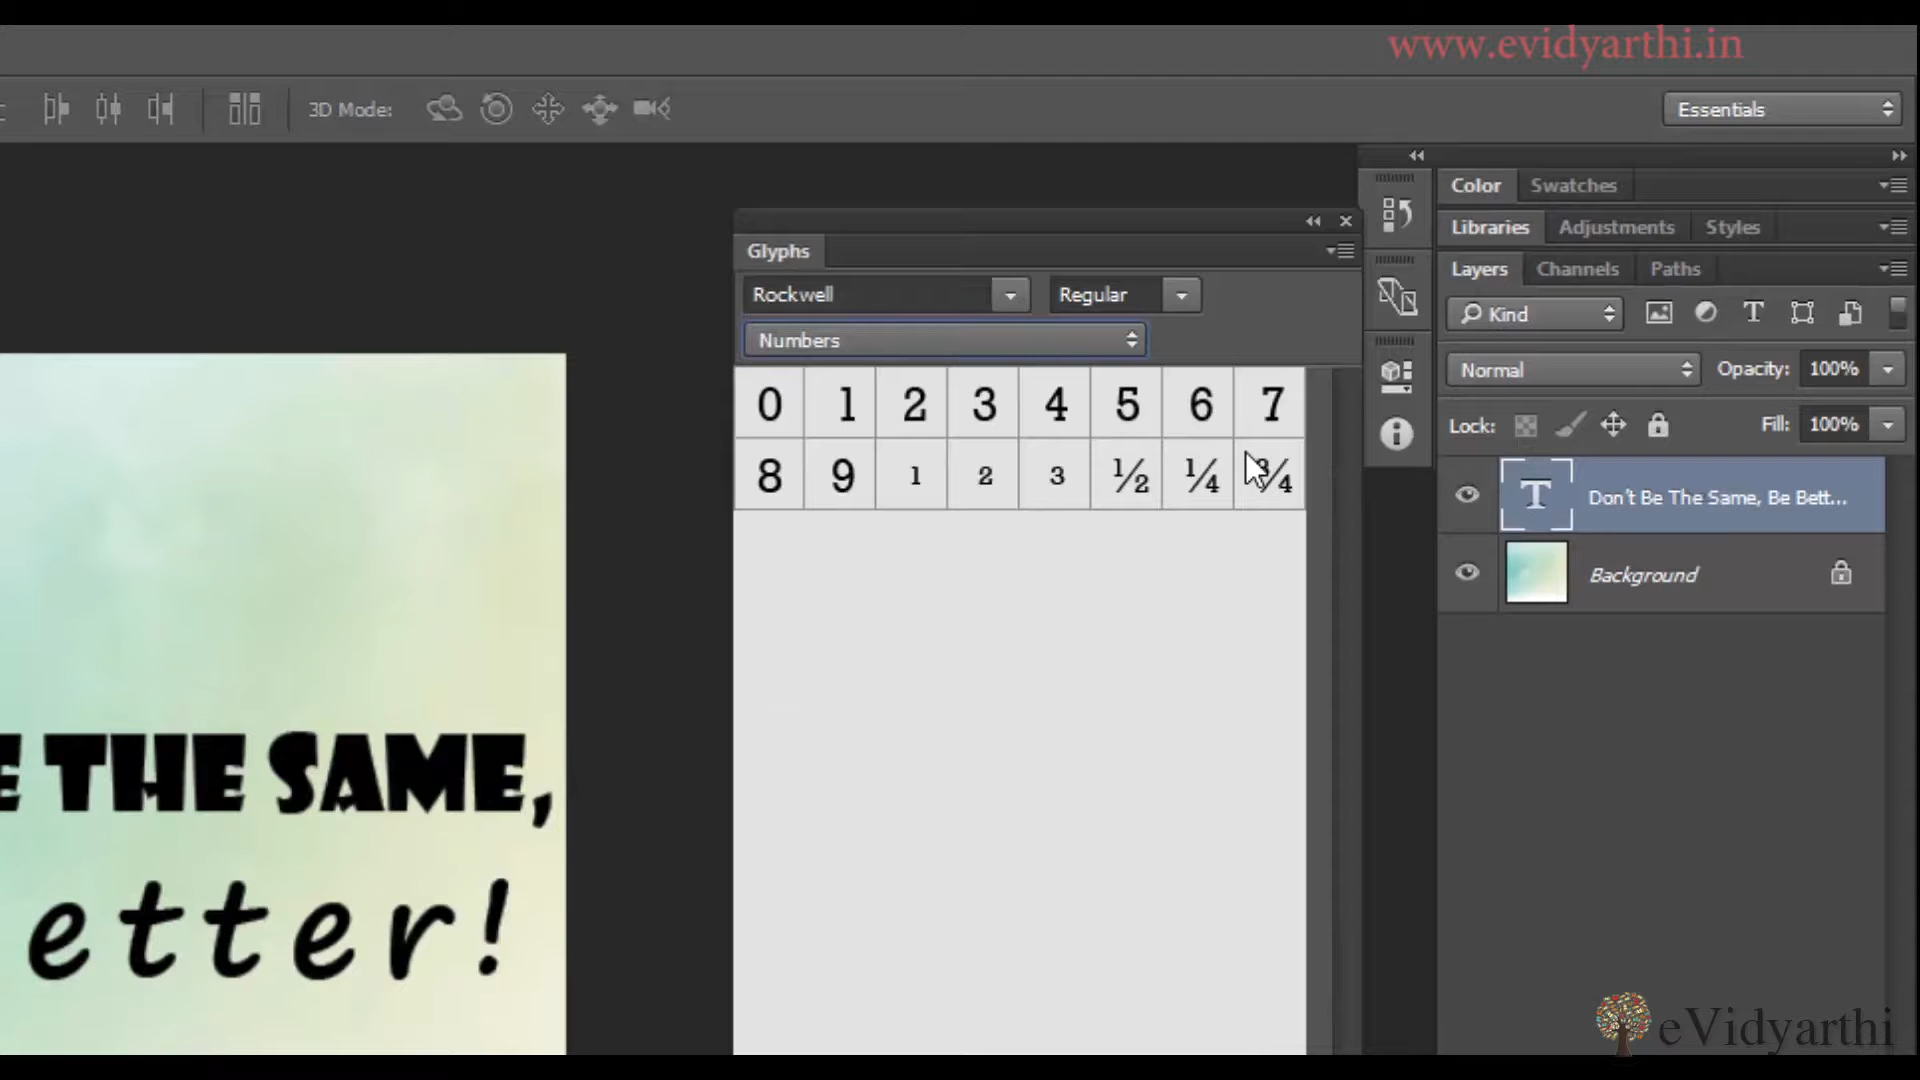 www.evidyarthi.in
3D Mode:
Essentials
Color Swatches
Libraries Adjustments Styles
Layers Channels Paths
Glyphs
Rockwell Regular
Numbers
0 1 2 3 4 5 6 7
8 9 1 2 3 ½ ¼ ¾
Kind T
Normal Opacity: 100%
Lock: Fill: 100%
T Don't Be The Same, Be Bett...
Background
E THE SAME,
etter!
eVidyarthi